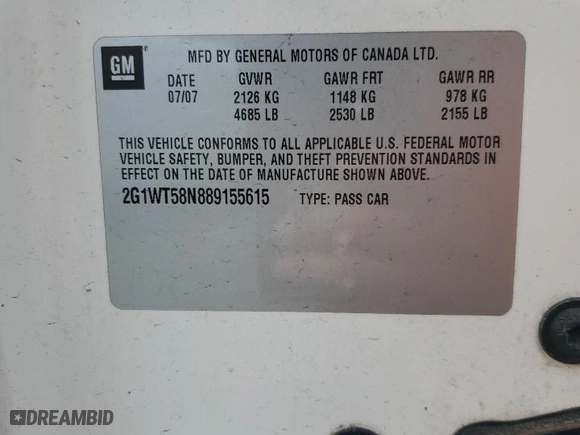 GM
MFD BY GENERAL MOTORS OF CANADA LTD.
DATE GVWR GAWR FRT GAWR RR
07/07 2126 KG 1148 KG 978 KG
4685 LB 2530 LB 2155 LB
THIS VEHICLE CONFORMS TO ALL APPLICABLE U.S. FEDERAL MOTOR
VEHICLE SAFETY, BUMPER, AND THEFT PREVENTION STANDARDS IN
EFFECT ON THE DATE OF MANUFACTURE SHOWN ABOVE.
2G1WT58N889155615 TYPE: PASS CAR
DREAMBID